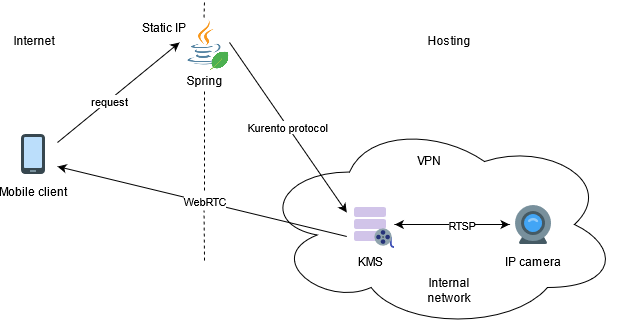 Internet
Static IP
Hosting
Spring
request
Kurento protocol
VPN
Mobile client
WebRTC
RTSP
KMS
IP camera
Internal
network